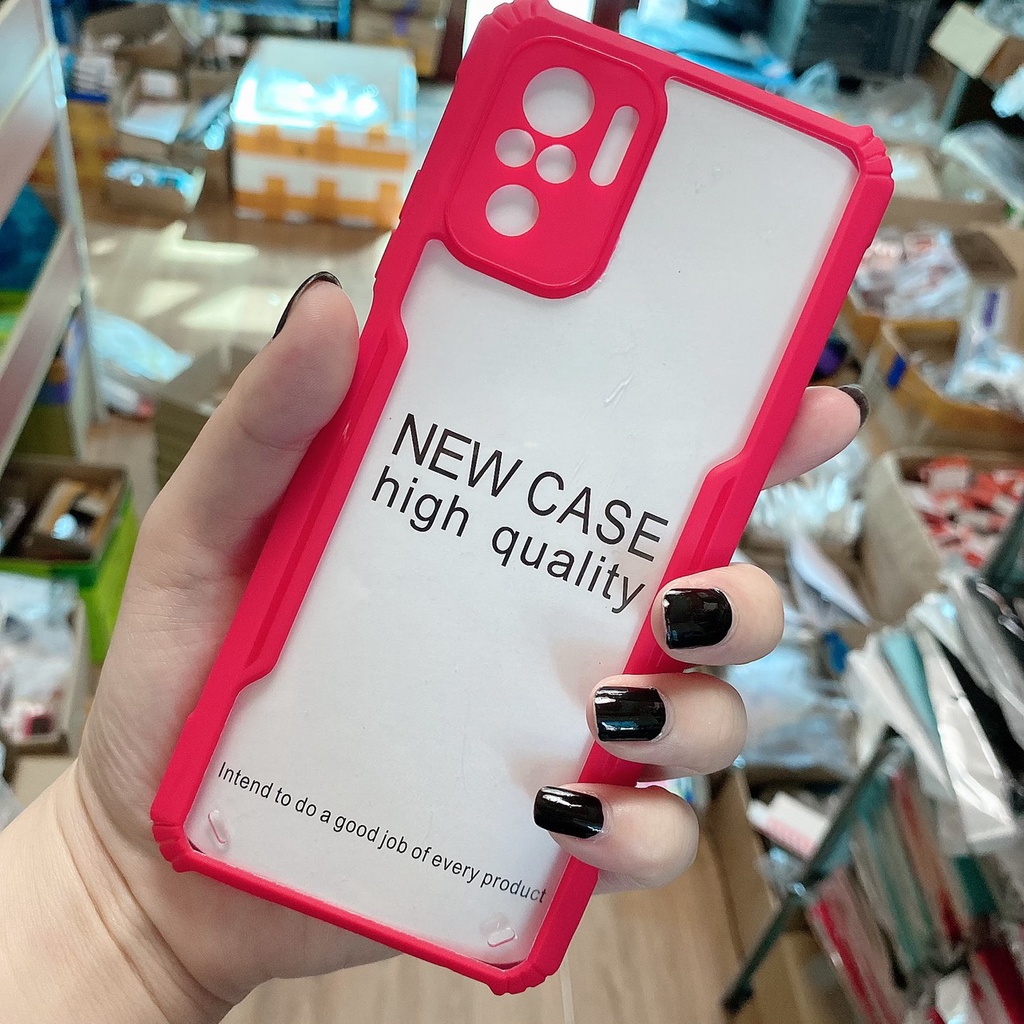 NEW CASE
high quality
Intend to do a good job of every product